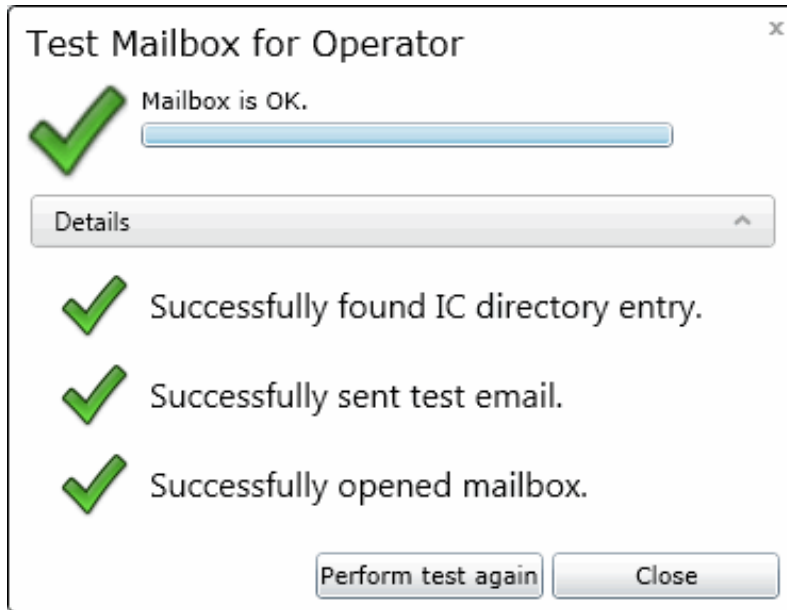 Test Mailbox for Operator
x
Mailbox is OK.
Details
Successfully found IC directory entry.
Successfully sent test email.
Successfully opened mailbox.
Perform test again
Close